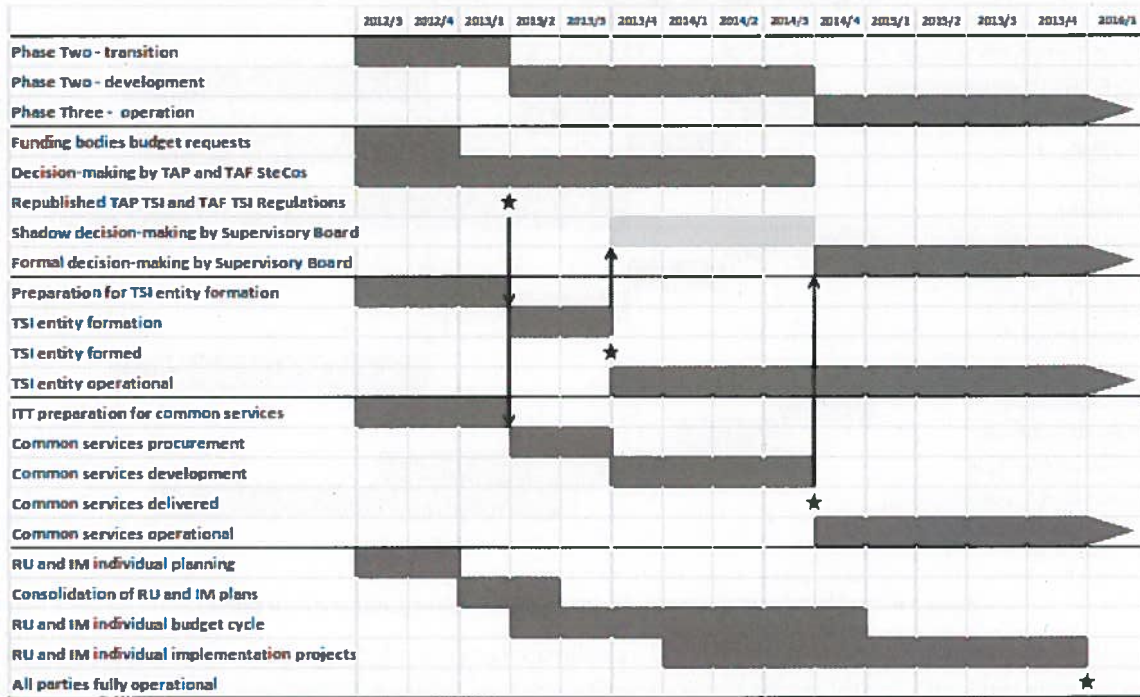 2012/3 2012/4 2013/1 2013/2 2013/3 2013/4 2014/1 2014/2 2014/3 2014/4 2015/1 2015/2 2015/3 2015/4 2016/1
Phase Two - transition
Phase Two - development
Phase Three - operation
Funding bodies budget requests
Decision-making by TAP and TAF SteCos
Republished TAP TSI and TAF TSI Regulations
Shadow decision-making by Supervisory Board
Formal decision-making by Supervisory Board
Preparation for TSI entity formation
TSI entity formation
TSI entity formed
TSI entity operational
ITT preparation for common services
Common services procurement
Common services development
Common services delivered
Common services operational
RU and IM individual planning
Consolidation of RU and IM plans
RU and IM individual budget cycle
RU and IM individual implementation projects
All parties fully operational